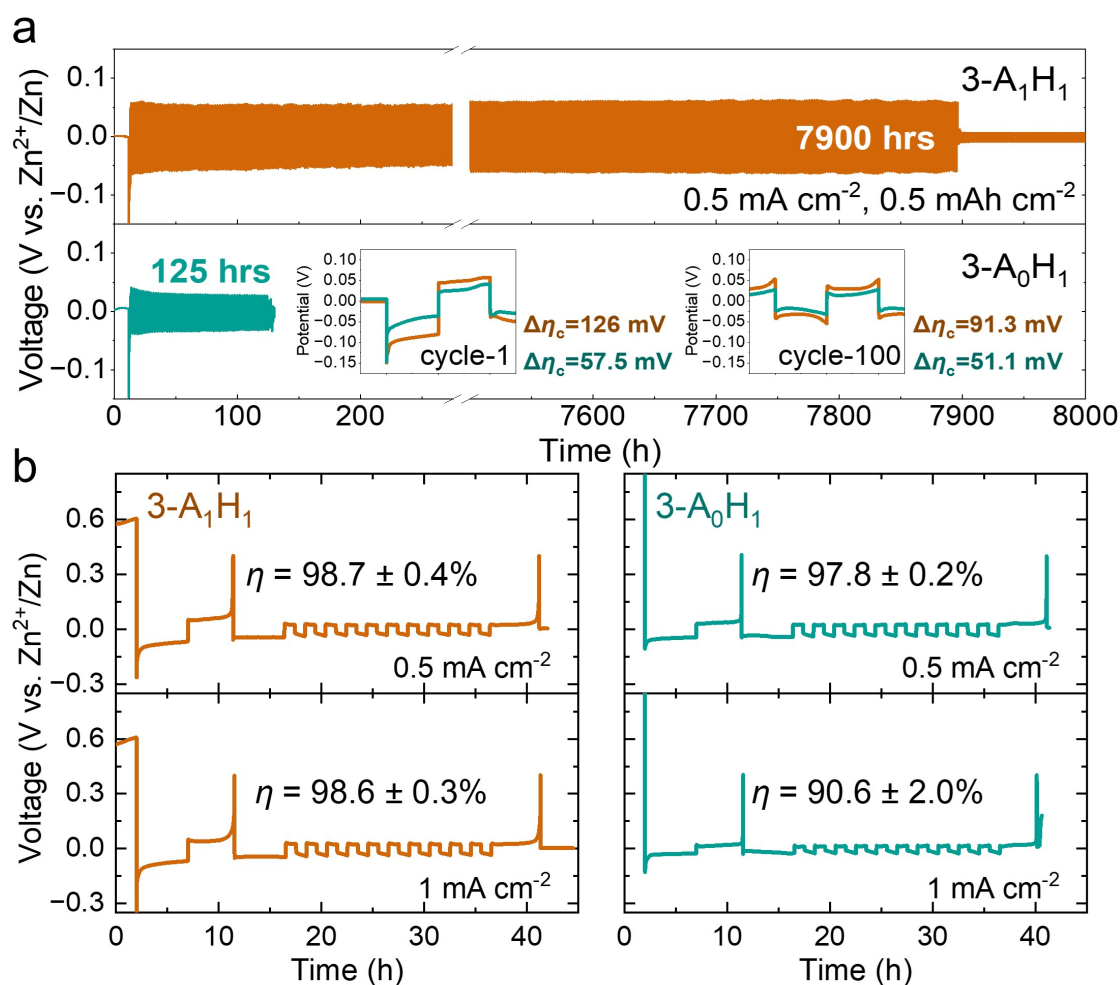 a
3-A₁H₁
7900 hrs
0.5 mA cm⁻², 0.5 mAh cm⁻²
0.1
0.0
−0.1
3-A₀H₁
125 hrs
0.1
0.0
−0.1
Voltage (V vs. Zn²⁺/Zn)
0.10
0.05
0.00
−0.05
−0.10
−0.15
Potential (V)
cycle-1
Δη꜀=126 mV
Δη꜀=57.5 mV
0.10
0.05
0.00
−0.05
−0.10
−0.15
Potential (V)
cycle-100
Δη꜀=91.3 mV
Δη꜀=51.1 mV
0 100 200 7600 7700 7800 7900 8000
Time (h)
b
Voltage (V vs. Zn²⁺/Zn)
3-A₁H₁
η = 98.7 ± 0.4%
0.5 mA cm⁻²
0.6
0.3
0.0
−0.3
3-A₀H₁
η = 97.8 ± 0.2%
0.5 mA cm⁻²
η = 98.6 ± 0.3%
1 mA cm⁻²
0.6
0.3
0.0
−0.3
η = 90.6 ± 2.0%
1 mA cm⁻²
0 10 20 30 40
Time (h)
0 10 20 30 40
Time (h)